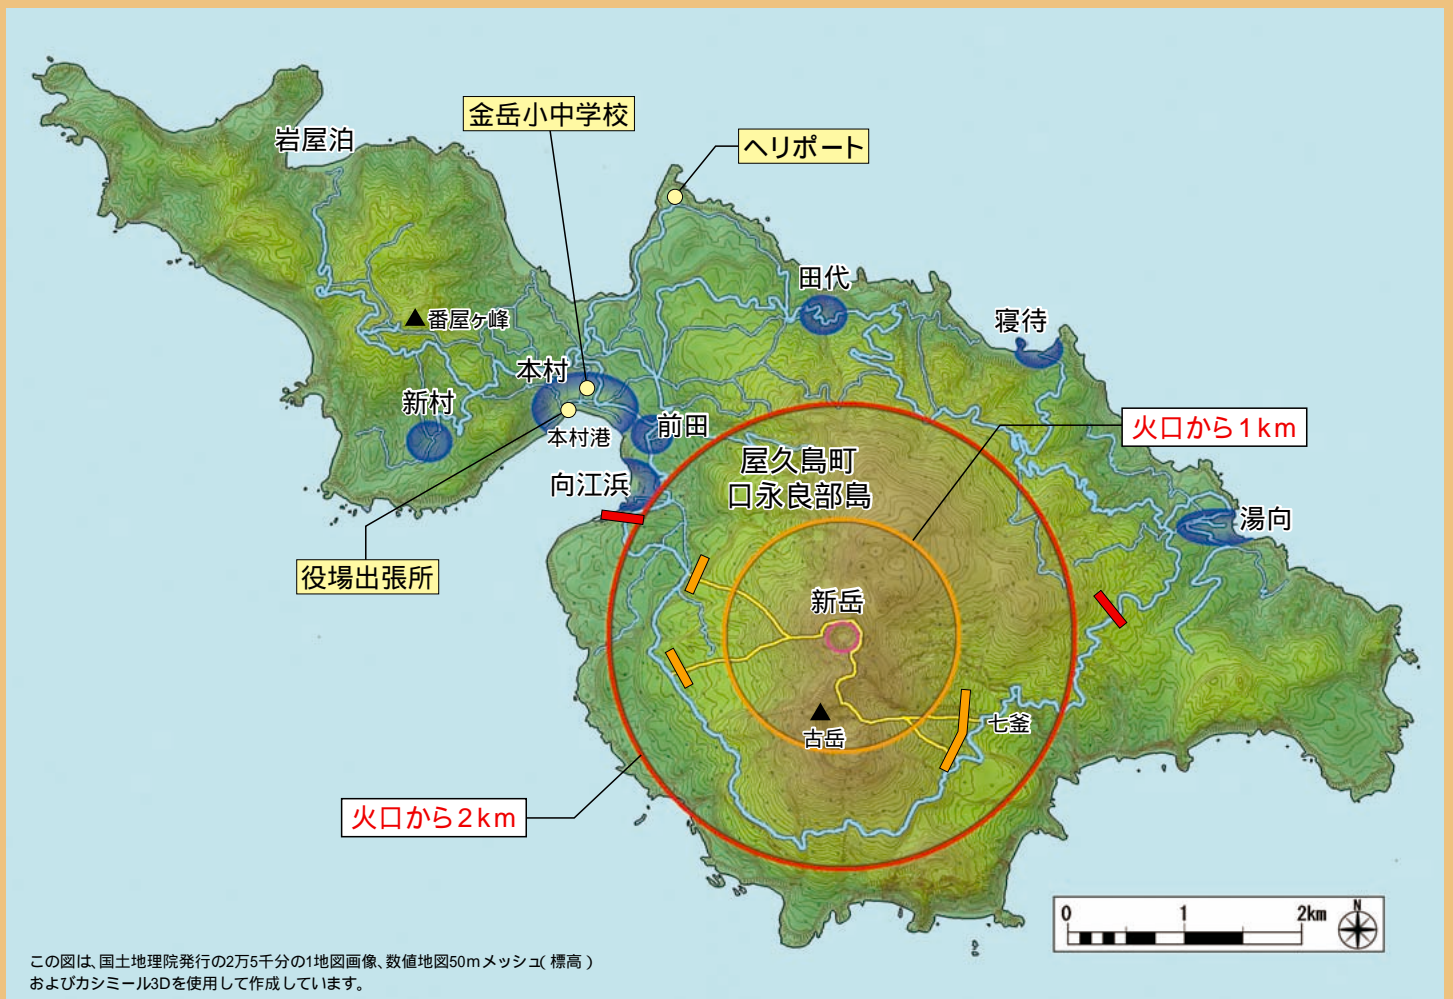 金岳小中学校
岩屋泊
ヘリポート
田代
寝待
番屋ヶ峰
本村
新村
本村港
前田
火口から1km
屋久島町
口永良部島
向江浜
湯向
役場出張所
新岳
七釜
古岳
火口から2km
0 1 2km
N
この図は、国土地理院発行の2万5千分の1地図画像、数値地図50mメッシュ(標高)
およびカシミール3Dを使用して作成しています。